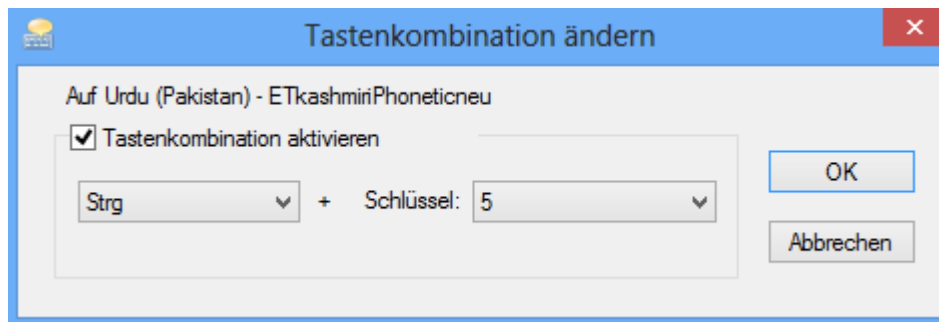 Tastenkombination ändern
Auf Urdu (Pakistan) - ETkashmiriPhoneticneu
Tastenkombination aktivieren
Strg + Schlüssel: 5
OK
Abbrechen